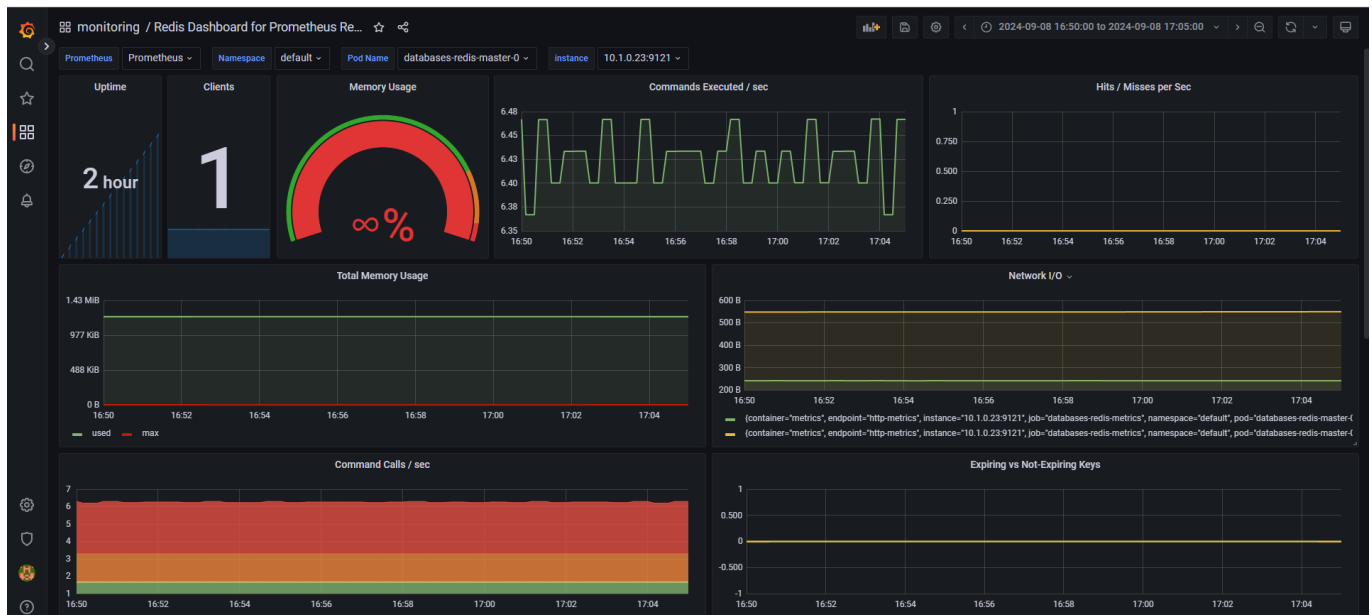 monitoring / Redis Dashboard for Prometheus Re...
2024-09-08 16:50:00 to 2024-09-08 17:05:00
Prometheus Prometheus Namespace default Pod Name databases-redis-master-0 instance 10.1.0.23:9121
Uptime
2 hour
Clients
1
Memory Usage
∞%
Commands Executed / sec
6.48
6.45
6.43
6.40
6.38
6.35
16:50 16:52 16:54 16:56 16:58 17:00 17:02 17:04
Hits / Misses per Sec
1
0.750
0.500
0.250
0
16:50 16:52 16:54 16:56 16:58 17:00 17:02 17:04
Total Memory Usage
1.43 MiB
977 KiB
488 KiB
0 B
16:50 16:52 16:54 16:56 16:58 17:00 17:02 17:04
used max
Network I/O
600 B
500 B
400 B
300 B
200 B
16:50 16:52 16:54 16:56 16:58 17:00 17:02 17:04
{container="metrics", endpoint="http-metrics", instance="10.1.0.23:9121", job="databases-redis-metrics", namespace="default", pod="databases-redis-master-0
{container="metrics", endpoint="http-metrics", instance="10.1.0.23:9121", job="databases-redis-metrics", namespace="default", pod="databases-redis-master-0
Command Calls / sec
7
6
5
4
3
2
1
16:50 16:52 16:54 16:56 16:58 17:00 17:02 17:04
Expiring vs Not-Expiring Keys
1
0.500
0
-0.500
-1
16:50 16:52 16:54 16:56 16:58 17:00 17:02 17:04